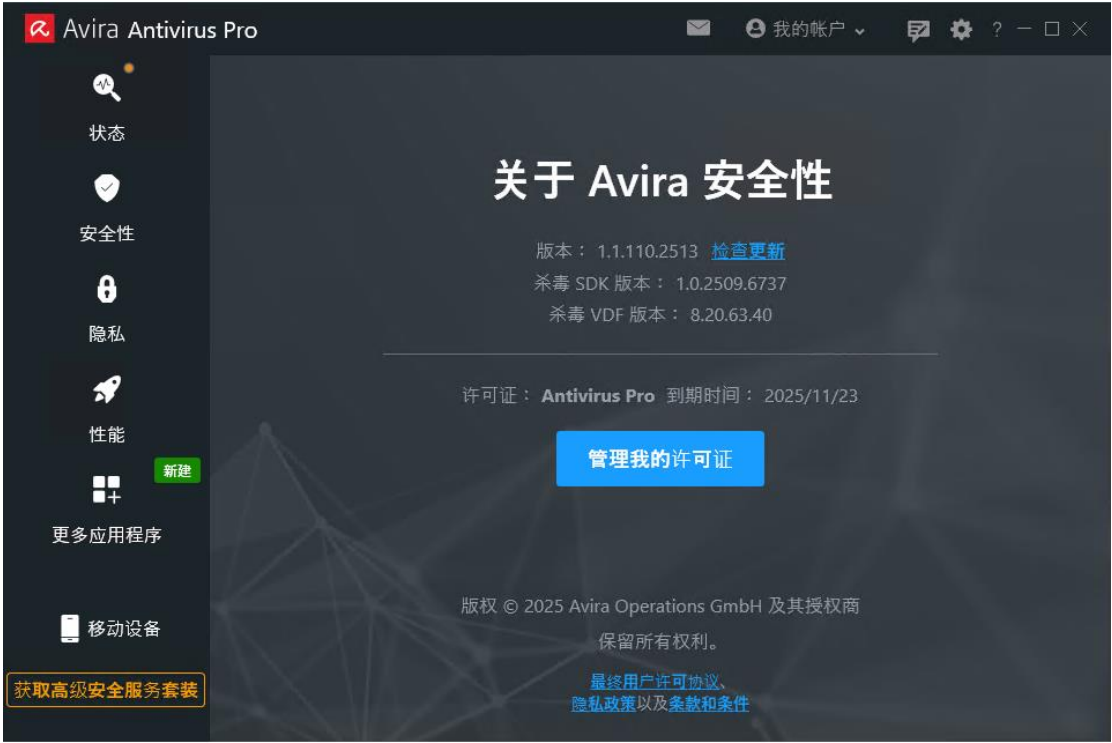 Avira Antivirus Pro
我的帐户
?
状态
安全性
隐私
性能
新建
更多应用程序
移动设备
获取高级安全服务套装
关于 Avira 安全性
版本： 1.1.110.2513 检查更新
杀毒 SDK 版本： 1.0.2509.6737
杀毒 VDF 版本： 8.20.63.40
许可证： Antivirus Pro 到期时间： 2025/11/23
管理我的许可证
版权 © 2025 Avira Operations GmbH 及其授权商
保留所有权利。
最终用户许可协议、
隐私政策以及条款和条件